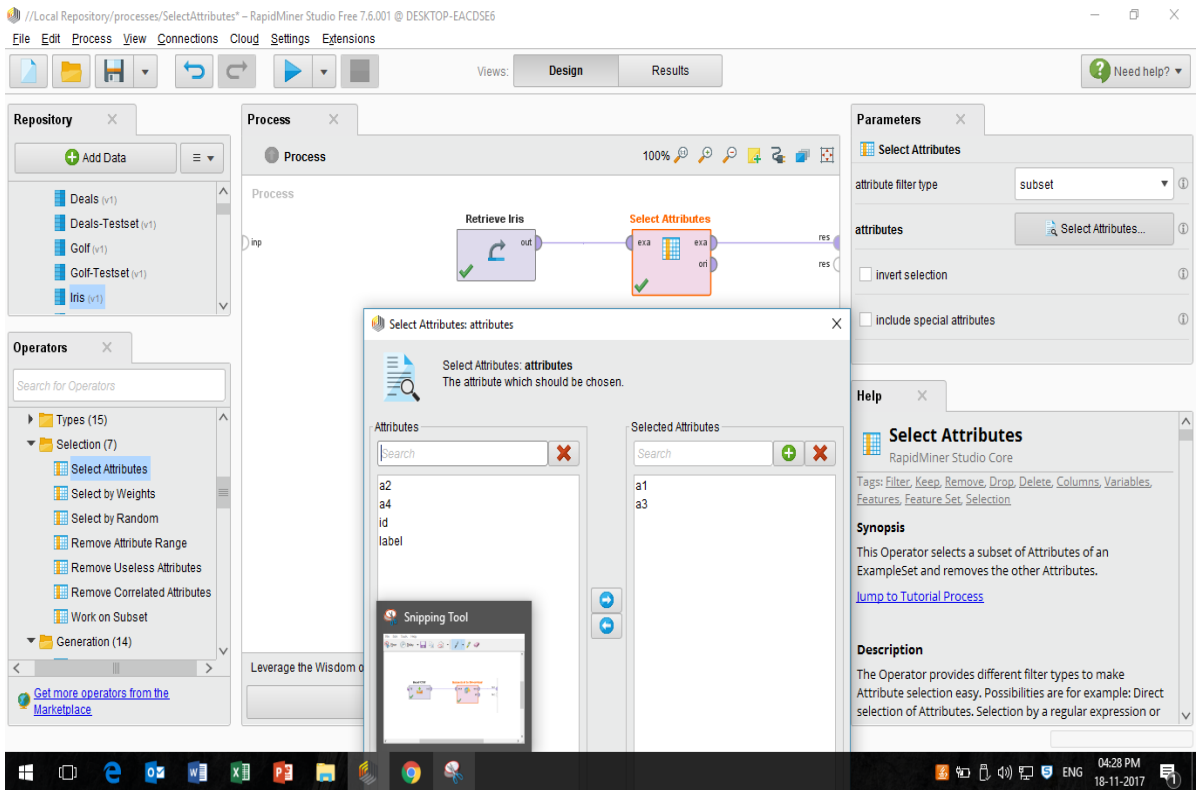 //Local Repository/processes/SelectAttributes* – RapidMiner Studio Free 7.6.001 @ DESKTOP-EACDSE6
File Edit Process View Connections Cloud Settings Extensions
Views: Design Results
Need help?
Repository
Add Data
Deals (v1)
Deals-Testset (v1)
Golf (v1)
Golf-Testset (v1)
Iris (v1)
Operators
Search for Operators
Types (15)
Selection (7)
Select Attributes
Select by Weights
Select by Random
Remove Attribute Range
Remove Useless Attributes
Remove Correlated Attributes
Work on Subset
Generation (14)
Get more operators from the
Marketplace
Process
Process
100%
Process
Retrieve Iris
Select Attributes
inp
out
exa
exa
ori
res
res
Leverage the Wisdom o
Select Attributes: attributes
Select Attributes: attributes
The attribute which should be chosen.
Attributes
Search
a2
a4
id
label
Selected Attributes
Search
a1
a3
Snipping Tool
Parameters
Select Attributes
attribute filter type
subset
attributes
Select Attributes...
invert selection
include special attributes
Help
Select Attributes
RapidMiner Studio Core
Tags: Filter, Keep, Remove, Drop, Delete, Columns, Variables,
Features, Feature Set, Selection
Synopsis
This Operator selects a subset of Attributes of an
ExampleSet and removes the other Attributes.
Jump to Tutorial Process
Description
The Operator provides different filter types to make
Attribute selection easy. Possibilities are for example: Direct
selection of Attributes. Selection by a regular expression or
ENG
04:28 PM
18-11-2017